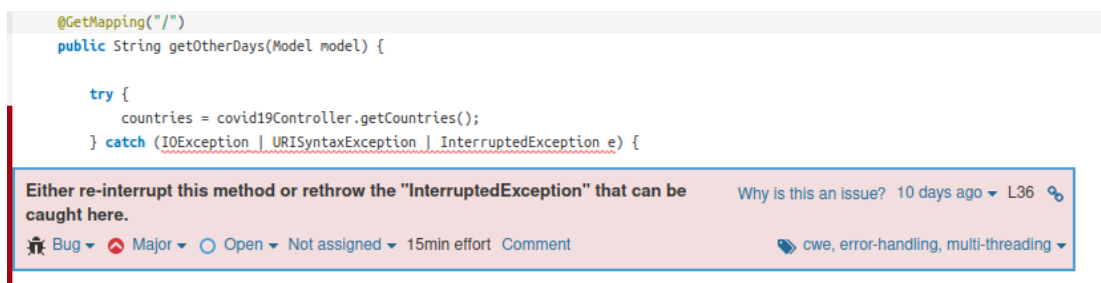 @GetMapping("/")
public String getOtherDays(Model model) {
try {
countries = covid19Controller.getCountries();
} catch (IOException | URISyntaxException | InterruptedException e) {
Either re-interrupt this method or rethrow the "InterruptedException" that can be caught here.
Why is this an issue? 10 days ago L36
Bug Major Open Not assigned 15min effort Comment
cwe, error-handling, multi-threading